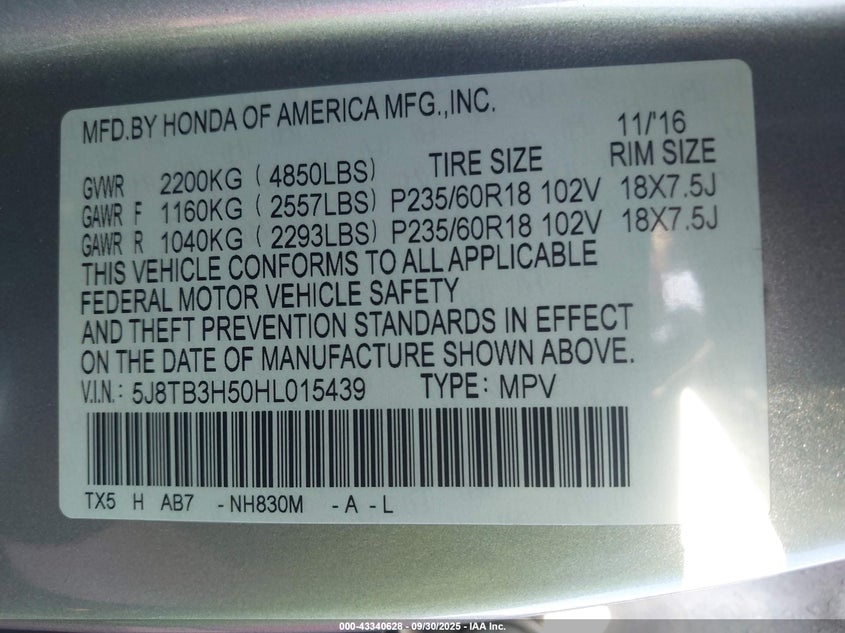 MFD.BY HONDA OF AMERICA MFG.,INC. 11/'16
GVWR 2200KG ( 4850LBS) TIRE SIZE RIM SIZE
GAWR F 1160KG ( 2557LBS) P235/60R18 102V 18X7.5J
GAWR R 1040KG ( 2293LBS) P235/60R18 102V 18X7.5J
THIS VEHICLE CONFORMS TO ALL APPLICABLE
FEDERAL MOTOR VEHICLE SAFETY
AND THEFT PREVENTION STANDARDS IN EFFECT
ON THE DATE OF MANUFACTURE SHOWN ABOVE.
V.I.N.: 5J8TB3H50HL015439 TYPE: MPV
TX5 H AB7 -NH830M -A -L
000-43340628 - 09/30/2025 - IAA Inc.